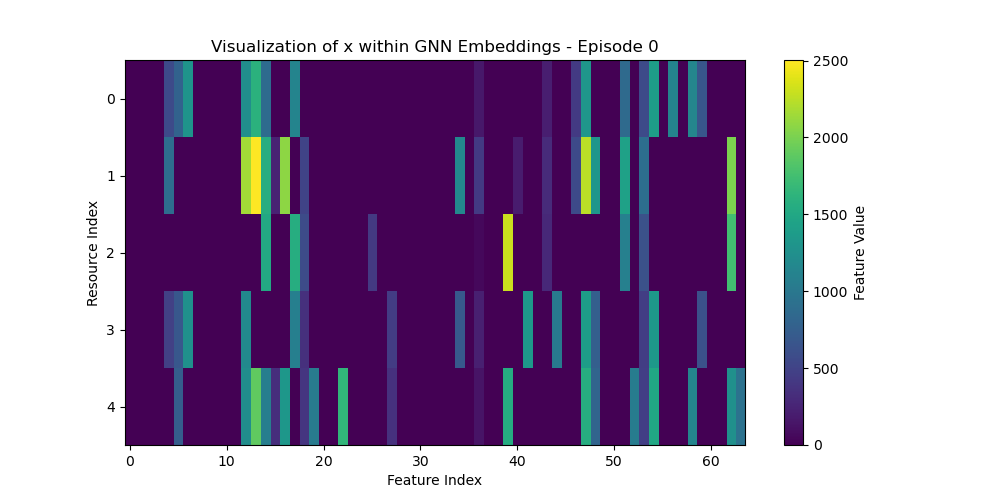 Visualization of x within GNN Embeddings - Episode 0
Resource Index
0
1
2
3
4
0 10 20 30 40 50 60
Feature Index
2500
2000
1500
1000
500
0
Feature Value